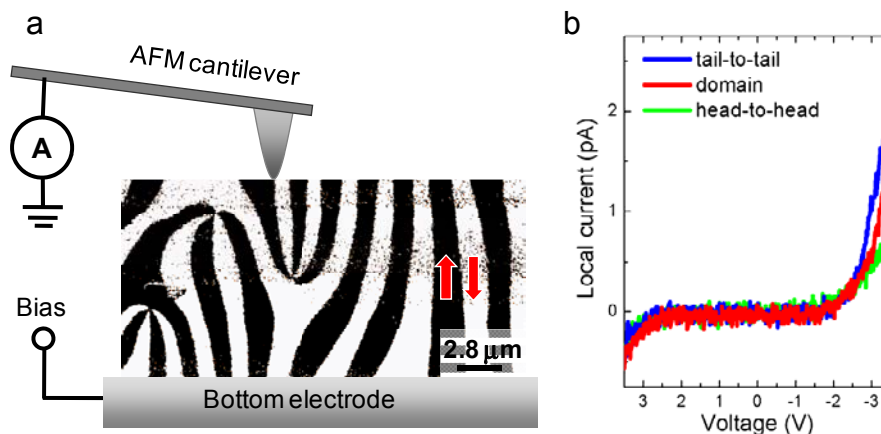 a
AFM cantilever
A
Bias
2.8 μm
Bottom electrode
b
tail-to-tail
domain
head-to-head
Local current (pA)
2
1
0
3 2 1 0 -1 -2 -3
Voltage (V)